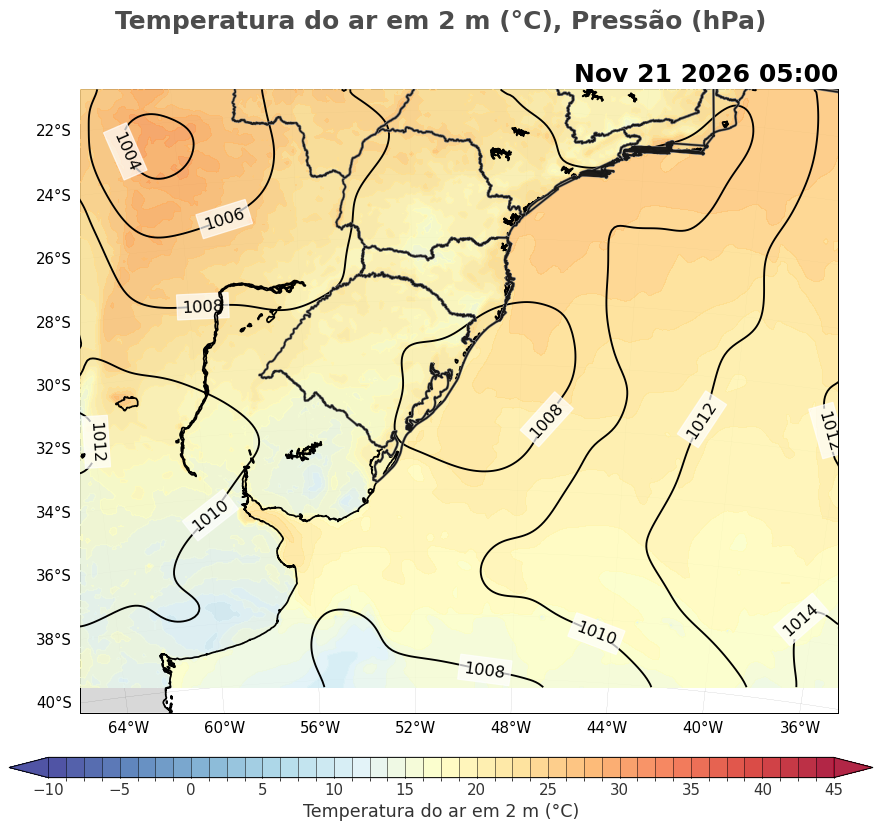 Temperatura do ar em 2 m (°C), Pressão (hPa)
Nov 21 2026 05:00
22°S
24°S
26°S
28°S
30°S
32°S
34°S
36°S
38°S
40°S
1004
1006
1008
1008
1012
1012
1012
1010
1010
1014
1008
64°W 60°W 56°W 52°W 48°W 44°W 40°W 36°W
−10 −5 0 5 10 15 20 25 30 35 40 45
Temperatura do ar em 2 m (°C)